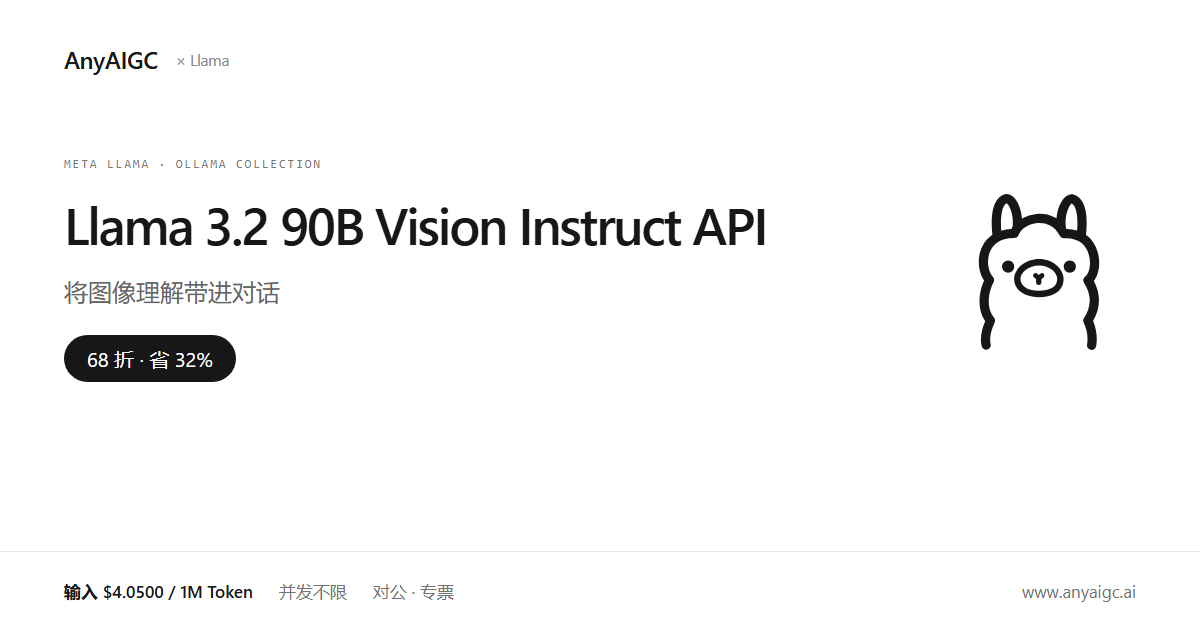 AnyAIGC × Llama
META LLAMA · OLLAMA COLLECTION
Llama 3.2 90B Vision Instruct API
将图像理解带进对话
68 折 · 省 32%
输入 $4.0500 / 1M Token 并发不限 对公 · 专票 www.anyaigc.ai